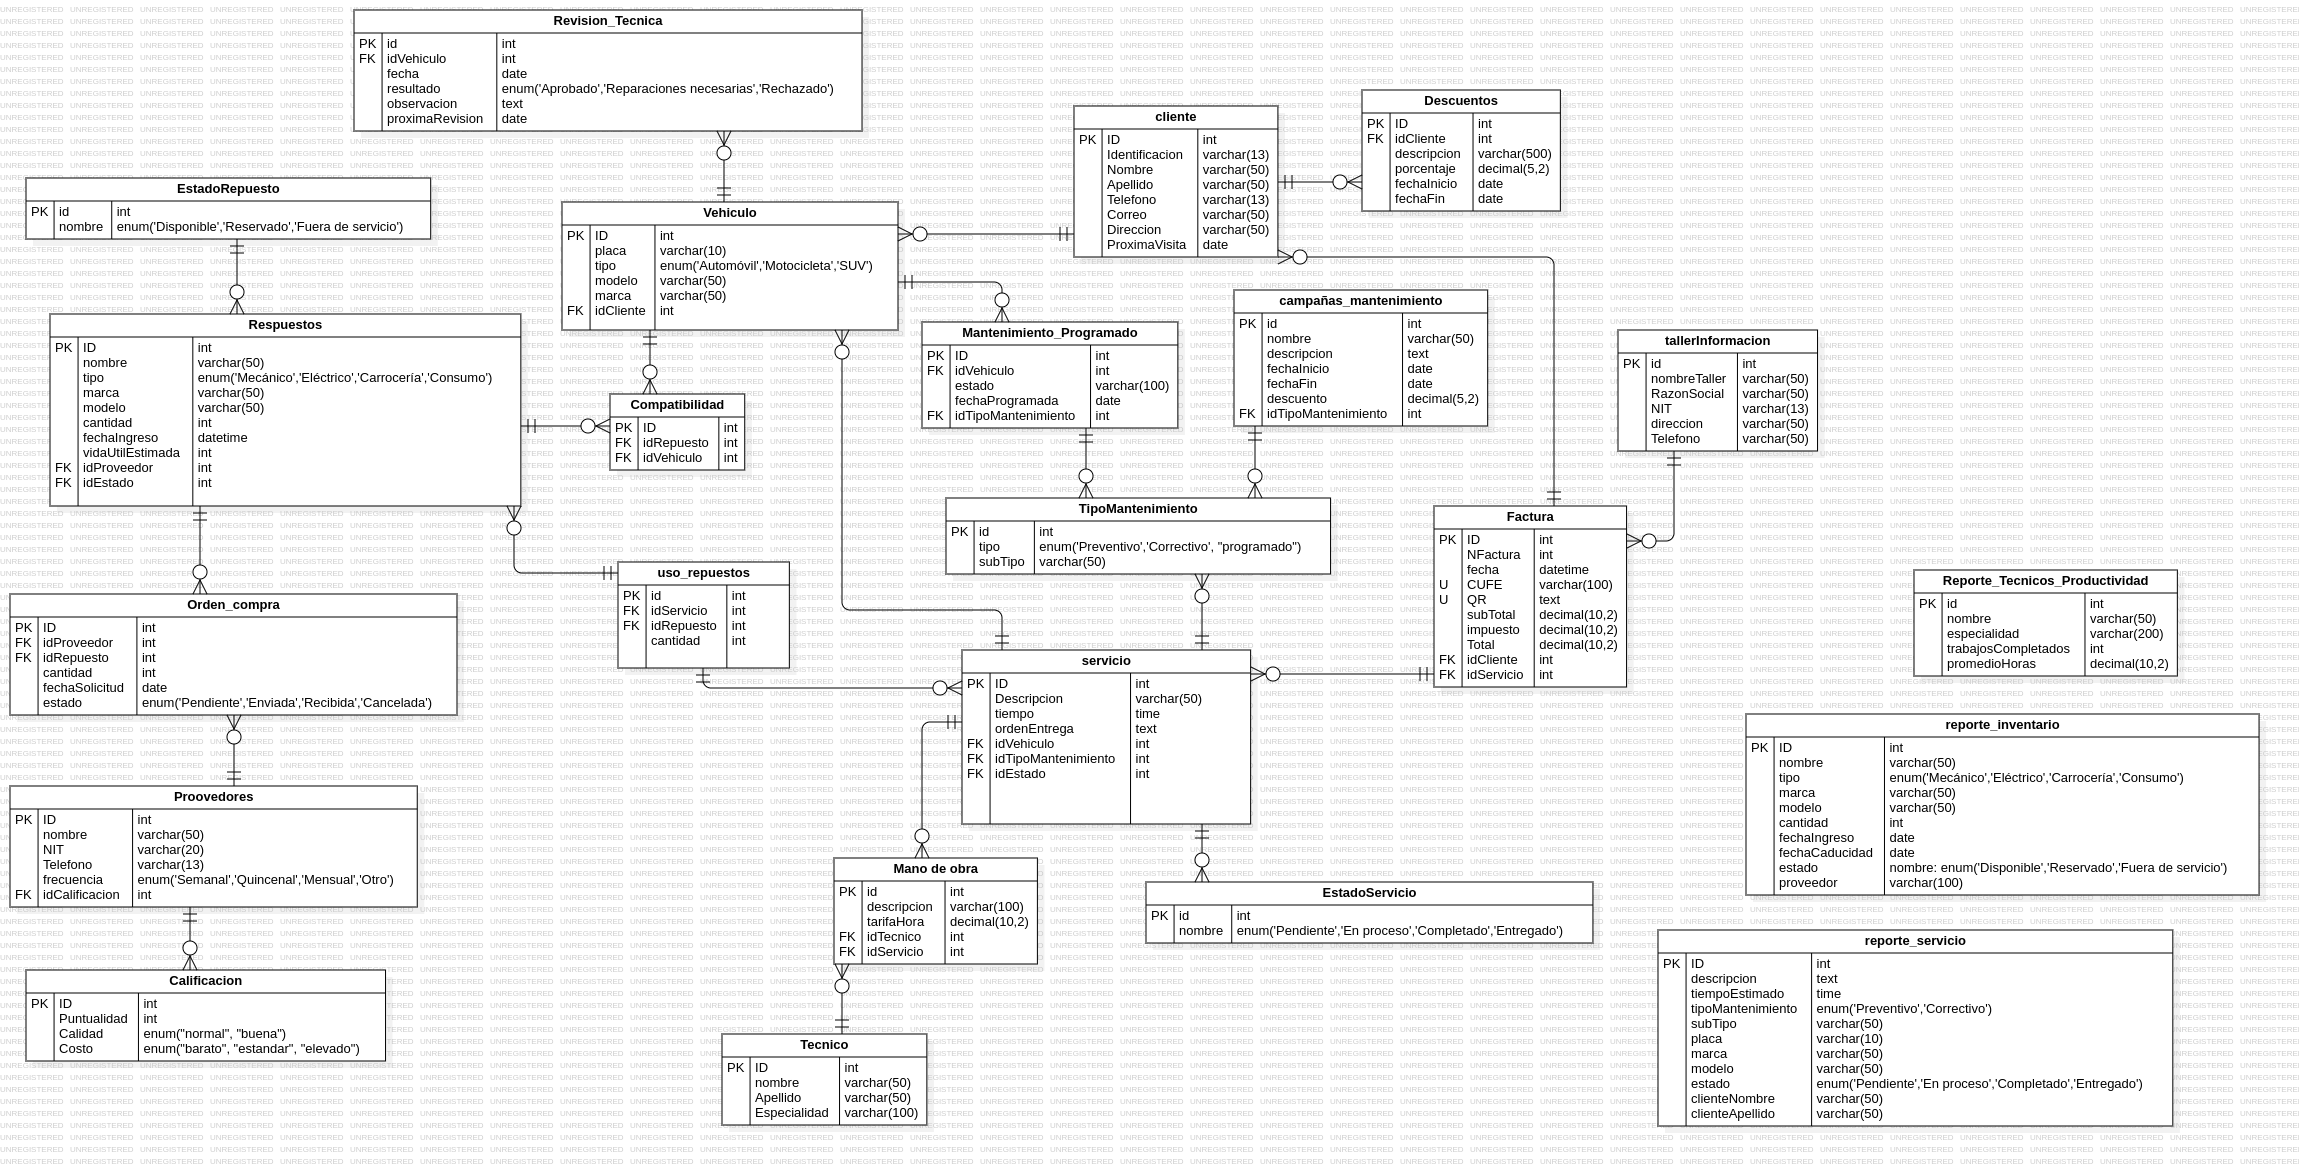 Revision_Tecnica
PK id int
FK idVehiculo int
fecha date
resultado enum('Aprobado','Reparaciones necesarias','Rechazado')
observacion text
proximaRevision date
cliente
PK ID int
Identificacion varchar(13)
Nombre varchar(50)
Apellido varchar(50)
Telefono varchar(13)
Correo varchar(50)
Direccion varchar(50)
ProximaVisita date
Descuentos
PK ID int
FK idCliente int
descripcion varchar(500)
porcentaje decimal(5,2)
fechaInicio date
fechaFin date
EstadoRepuesto
PK id int
nombre enum('Disponible','Reservado','Fuera de servicio')
Vehiculo
PK ID int
placa varchar(10)
tipo enum('Automóvil','Motocicleta','SUV')
modelo varchar(50)
marca varchar(50)
FK idCliente int
Respuestos
PK ID int
nombre varchar(50)
tipo enum('Mecánico','Eléctrico','Carrocería','Consumo')
marca varchar(50)
modelo varchar(50)
cantidad int
fechaIngreso datetime
vidaUtilEstimada int
FK idProveedor int
FK idEstado int
Compatibilidad
PK ID int
FK idRepuesto int
FK idVehiculo int
Mantenimiento_Programado
PK ID int
FK idVehiculo int
estado varchar(100)
fechaProgramada date
FK idTipoMantenimiento int
campañas_mantenimiento
PK id int
nombre varchar(50)
descripcion text
fechaInicio date
fechaFin date
descuento decimal(5,2)
FK idTipoMantenimiento int
tallerInformacion
PK id int
nombreTaller varchar(50)
RazonSocial varchar(50)
NIT varchar(13)
direccion varchar(50)
Telefono varchar(50)
TipoMantenimiento
PK id int
tipo enum('Preventivo','Correctivo', "programado")
subTipo varchar(50)
Factura
PK ID int
NFactura int
fecha datetime
U CUFE varchar(100)
U QR text
subTotal decimal(10,2)
impuesto decimal(10,2)
Total decimal(10,2)
FK idCliente int
FK idServicio int
uso_repuestos
PK id int
FK idServicio int
FK idRepuesto int
cantidad int
Orden_compra
PK ID int
FK idProveedor int
FK idRepuesto int
cantidad int
fechaSolicitud date
estado enum('Pendiente','Enviada','Recibida','Cancelada')
Reporte_Tecnicos_Productividad
PK id int
nombre varchar(50)
especialidad varchar(200)
trabajosCompletados int
promedioHoras decimal(10,2)
servicio
PK ID int
Descripcion varchar(50)
tiempo time
ordenEntrega text
FK idVehiculo int
FK idTipoMantenimiento int
FK idEstado int
reporte_inventario
PK ID int
nombre varchar(50)
tipo enum('Mecánico','Eléctrico','Carrocería','Consumo')
marca varchar(50)
modelo varchar(50)
cantidad int
fechaIngreso date
fechaCaducidad date
estado nombre: enum('Disponible','Reservado','Fuera de servicio')
proveedor varchar(100)
Proovedores
PK ID int
nombre varchar(50)
NIT varchar(20)
Telefono varchar(13)
frecuencia enum('Semanal','Quincenal','Mensual','Otro')
FK idCalificacion int
Mano de obra
PK id int
descripcion varchar(100)
tarifaHora decimal(10,2)
FK idTecnico int
FK idServicio int
EstadoServicio
PK id int
nombre enum('Pendiente','En proceso','Completado','Entregado')
reporte_servicio
PK ID int
descripcion text
tiempoEstimado time
tipoMantenimiento enum('Preventivo','Correctivo')
subTipo varchar(50)
placa varchar(10)
marca varchar(50)
modelo varchar(50)
estado enum('Pendiente','En proceso','Completado','Entregado')
clienteNombre varchar(50)
clienteApellido varchar(50)
Calificacion
PK ID int
Puntualidad int
Calidad enum("normal", "buena")
Costo enum("barato", "estandar", "elevado")
Tecnico
PK ID int
nombre varchar(50)
Apellido varchar(50)
Especialidad varchar(100)
UNREGISTERED